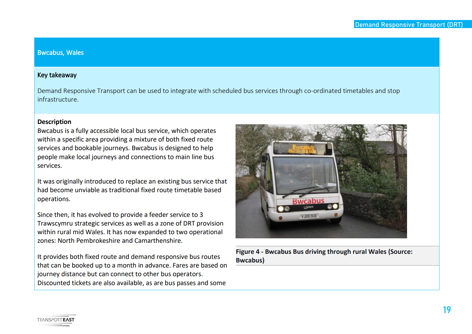 Demand Responsive Transport (DRT)
Bwcabus, Wales
Key takeaway
Demand Responsive Transport can be used to integrate with scheduled bus services through co-ordinated timetables and stop
infrastructure.
Description
Bwcabus is a fully accessible local bus service, which operates
within a specific area providing a mixture of both fixed route
services and bookable journeys. Bwcabus is designed to help
people make local journeys and connections to main line bus
services.
It was originally introduced to replace an existing bus service that
had become unviable as traditional fixed route timetable based
operations.
Since then, it has evolved to provide a feeder service to 3
Trawscymru strategic services as well as a zone of DRT provision
within rural mid Wales. It has now expanded to two operational
zones: North Pembrokeshire and Camarthenshire.
It provides both fixed route and demand responsive bus routes
that can be booked up to a month in advance. Fares are based on
journey distance but can connect to other bus operators.
Discounted tickets are also available, as are bus passes and some
Bwcabus
Figure 4 - Bwcabus Bus driving through rural Wales (Source:
Bwcabus)
19
TRANSPORTEAST